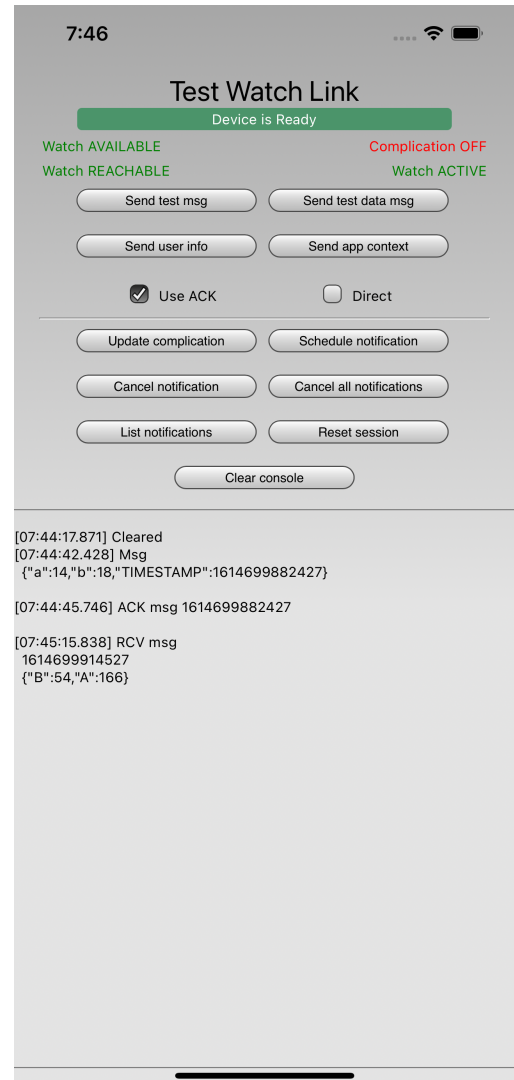 7:46
Test Watch Link
Device is Ready
Watch AVAILABLE Complication OFF
Watch REACHABLE Watch ACTIVE
Send test msg Send test data msg
Send user info Send app context
Use ACK Direct
Update complication Schedule notification
Cancel notification Cancel all notifications
List notifications Reset session
Clear console
[07:44:17.871] Cleared
[07:44:42.428] Msg
{"a":14,"b":18,"TIMESTAMP":1614699882427}
[07:44:45.746] ACK msg 1614699882427
[07:45:15.838] RCV msg
1614699914527
{"B":54,"A":166}